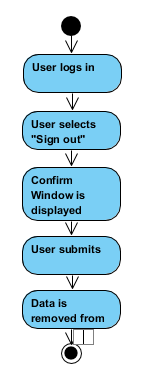 User logs in
User selects
"Sign out"
Confirm
Window is
displayed
User submits
Data is
removed from